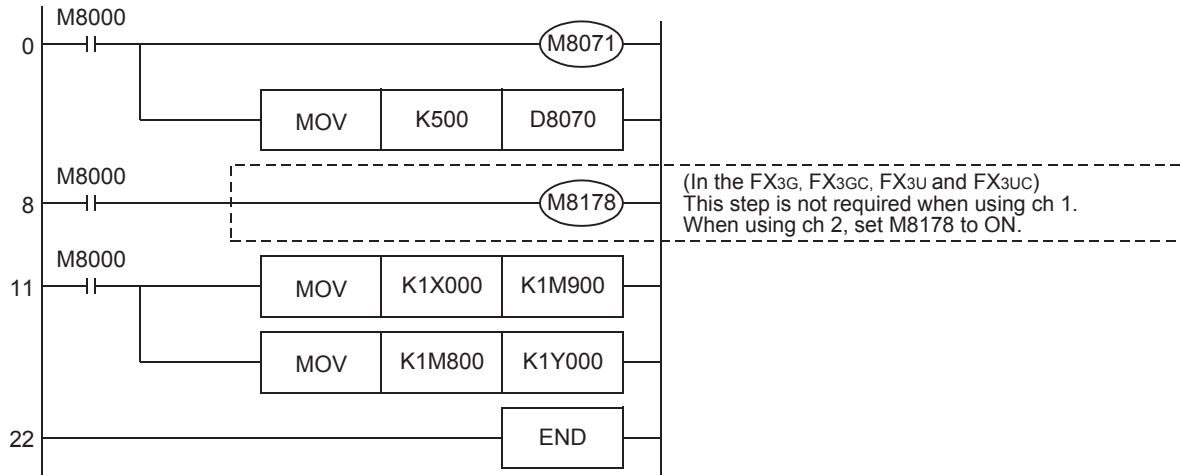 M8000
0 M8071
MOV K500 D8070
M8000
8 M8178
(In the FX3G, FX3GC, FX3U and FX3UC)
This step is not required when using ch 1.
When using ch 2, set M8178 to ON.
M8000
11 MOV K1X000 K1M900
MOV K1M800 K1Y000
22 END